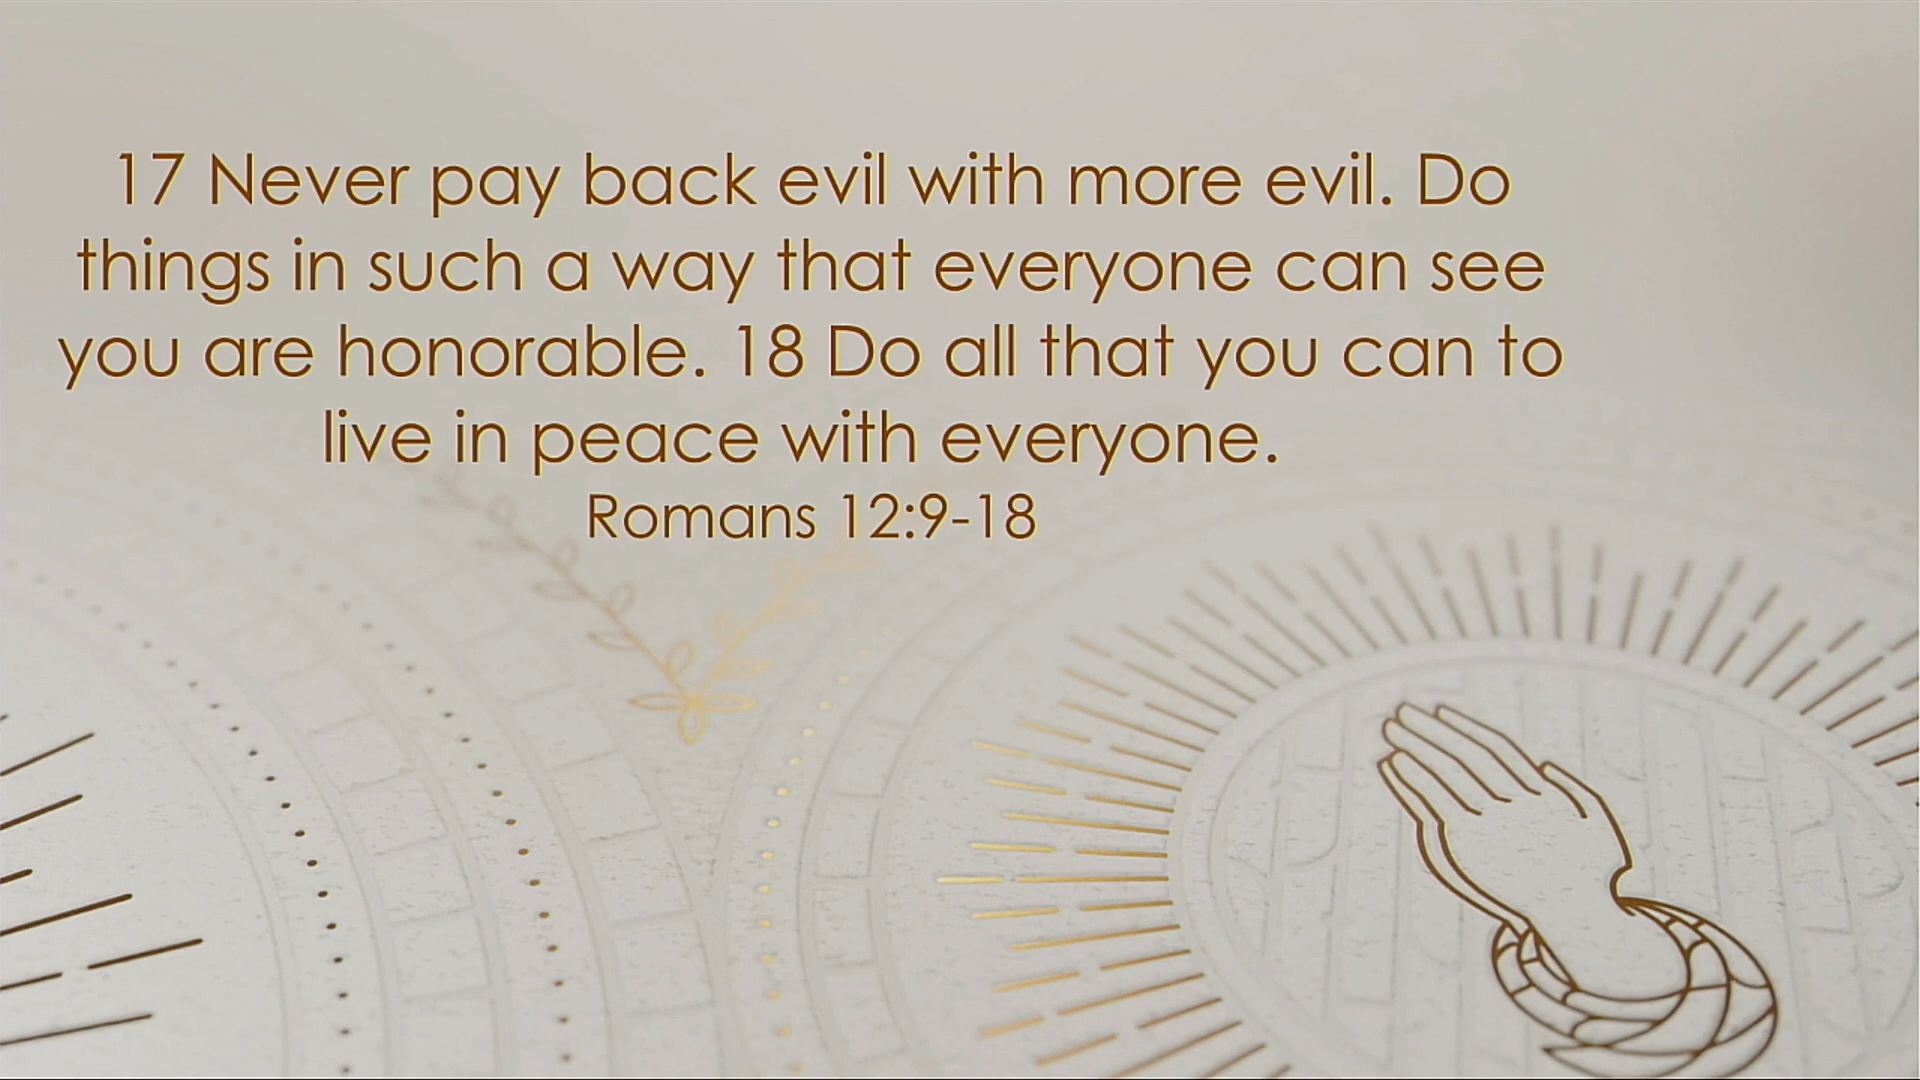 17 Never pay back evil with more evil. Do
things in such a way that everyone can see
you are honorable. 18 Do all that you can to
live in peace with everyone.
Romans 12:9-18